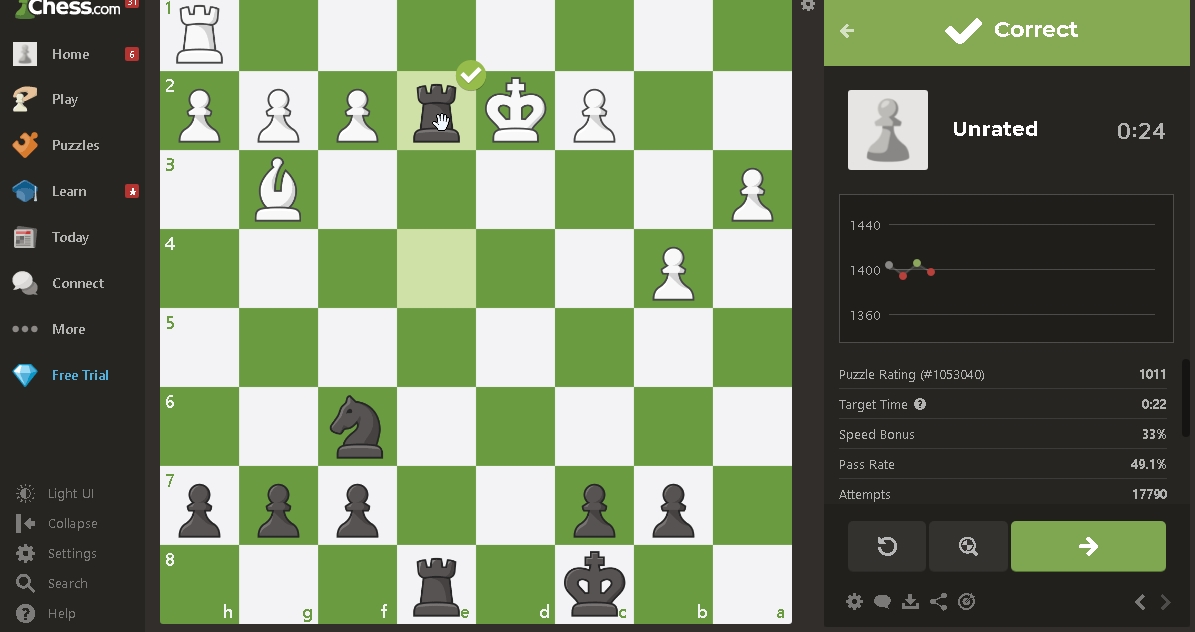 Chess.com 31
Home 6
Play
Puzzles
Learn
Today
Connect
More
Free Trial
Light UI
Collapse
Settings
Search
Help
1
2
3
4
5
6
7
8
h g f e d c b a
Correct
Unrated 0:24
1440
1400
1360
Puzzle Rating (#1053040) 1011
Target Time ? 0:22
Speed Bonus 33%
Pass Rate 49.1%
Attempts 17790